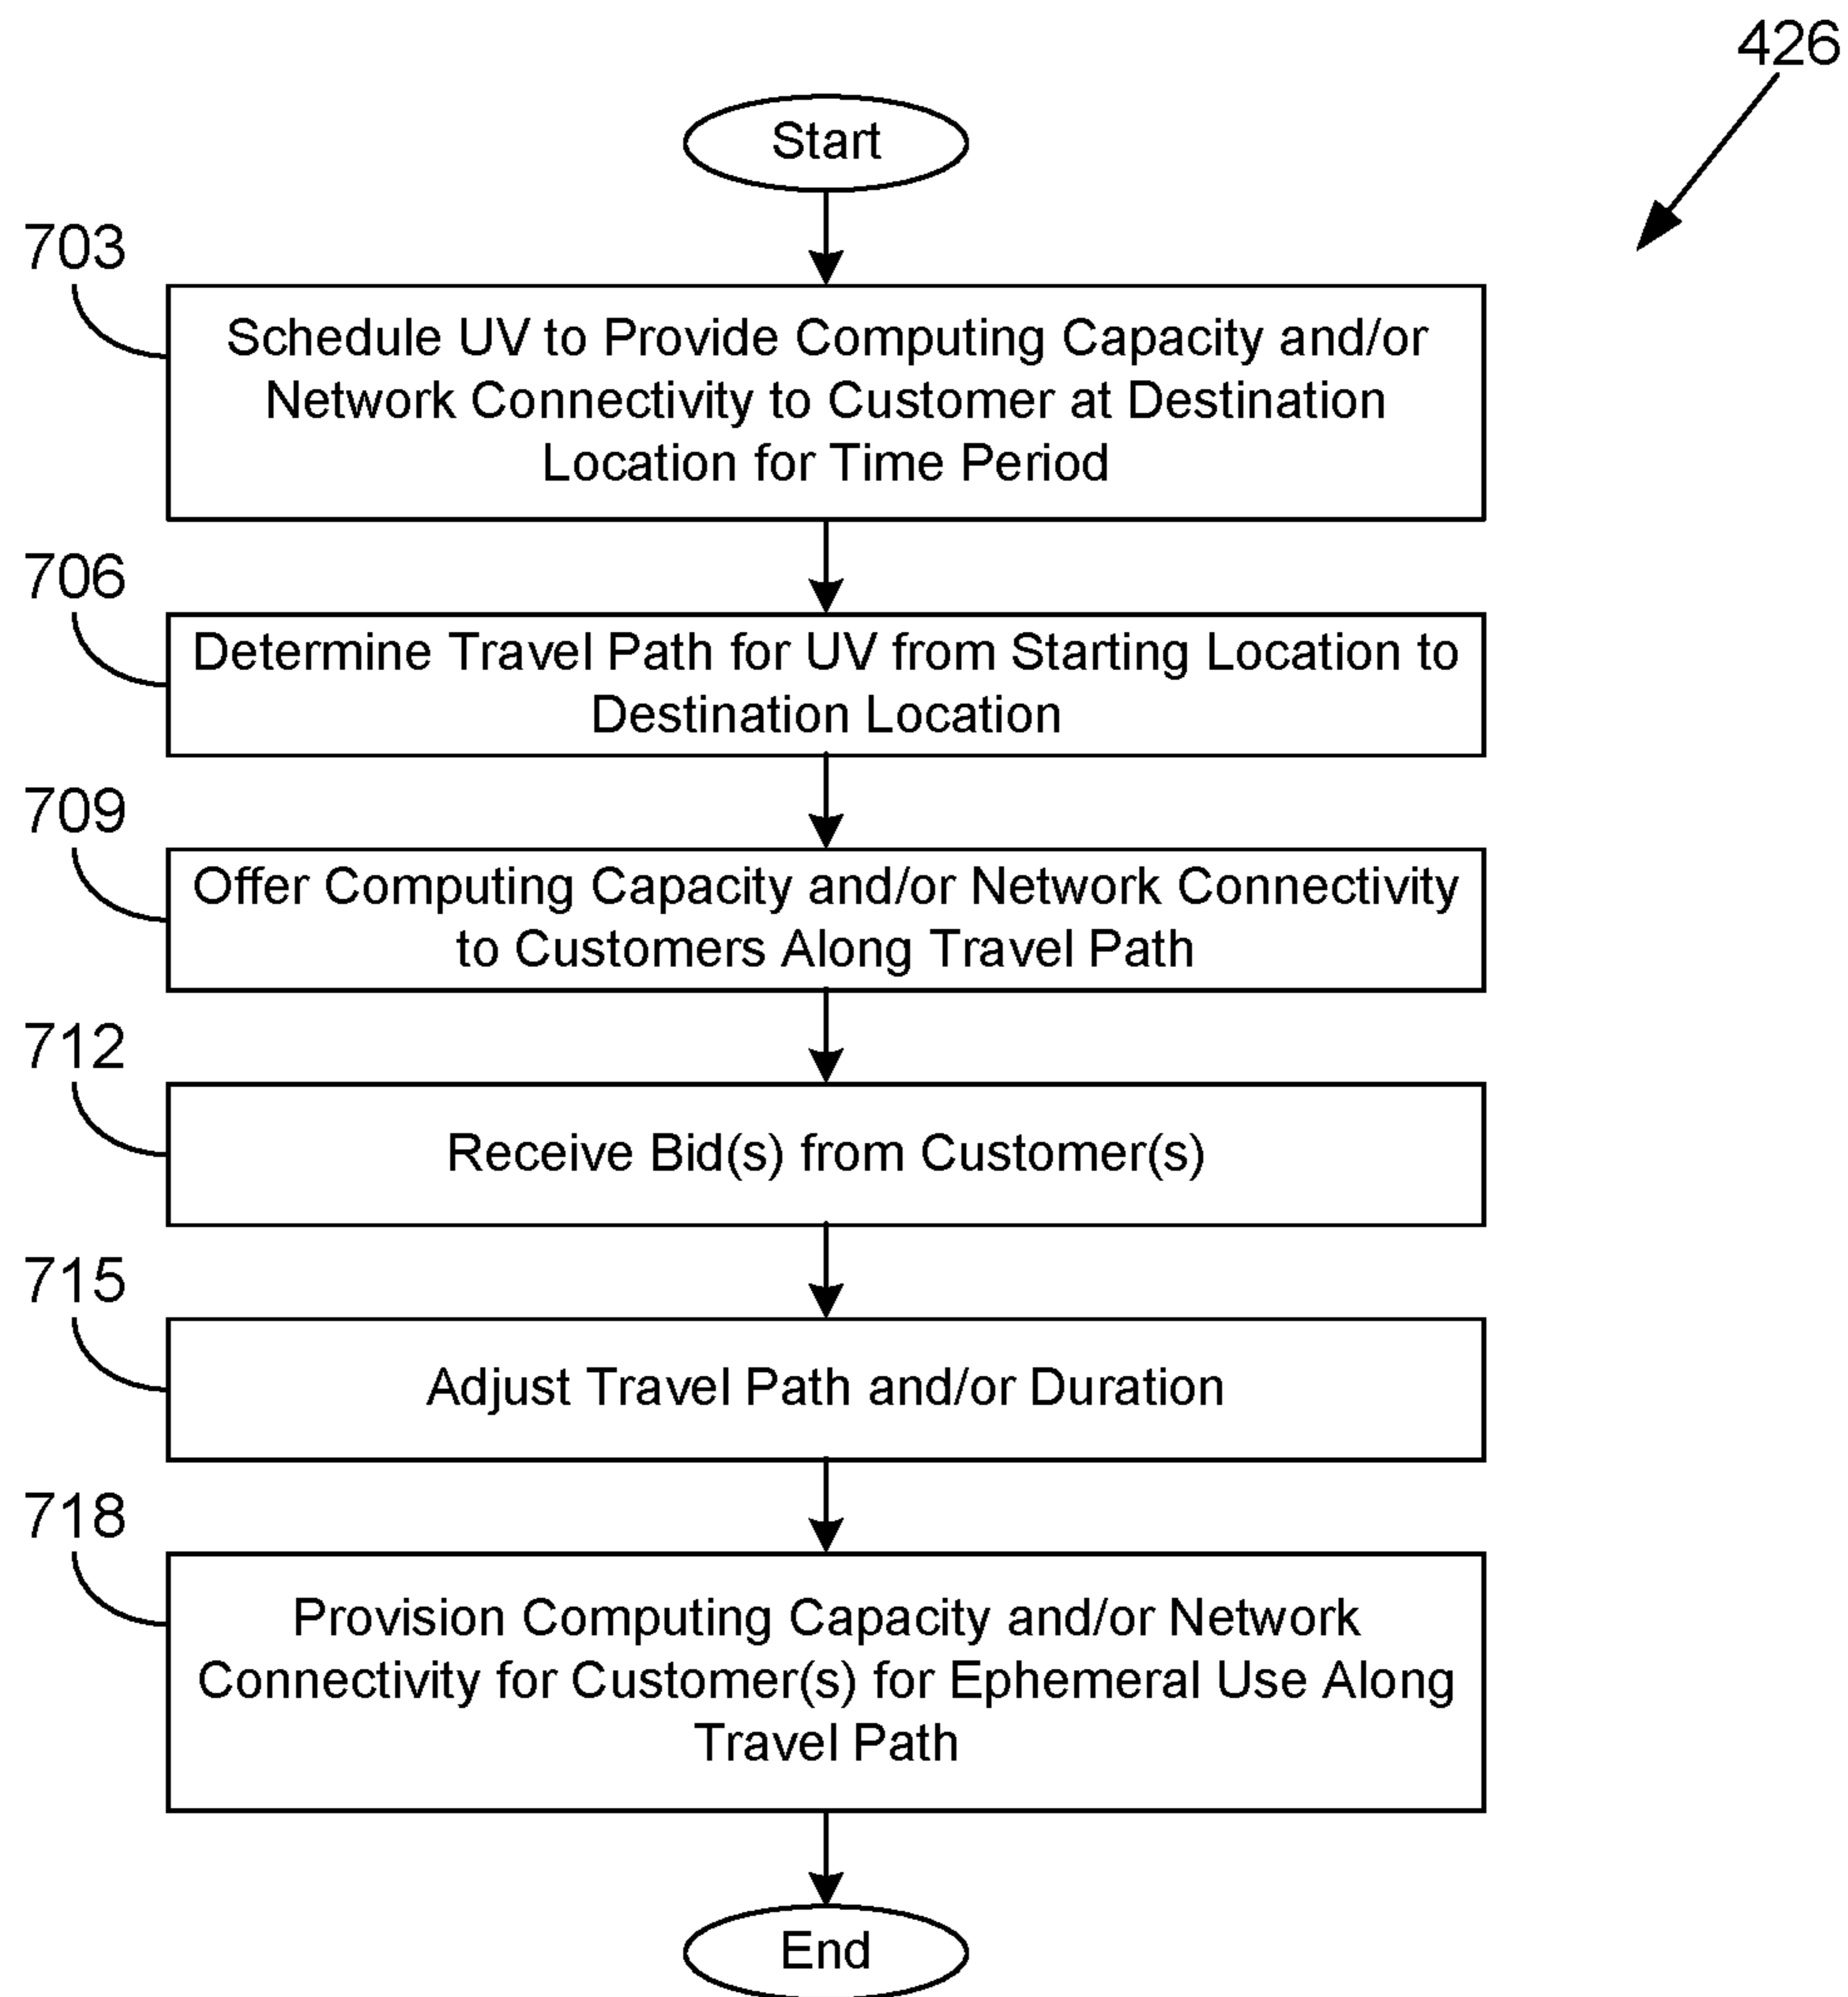 426
Start
703
Schedule UV to Provide Computing Capacity and/or
Network Connectivity to Customer at Destination
Location for Time Period
706
Determine Travel Path for UV from Starting Location to
Destination Location
709
Offer Computing Capacity and/or Network Connectivity
to Customers Along Travel Path
712
Receive Bid(s) from Customer(s)
715
Adjust Travel Path and/or Duration
718
Provision Computing Capacity and/or Network
Connectivity for Customer(s) for Ephemeral Use Along
Travel Path
End